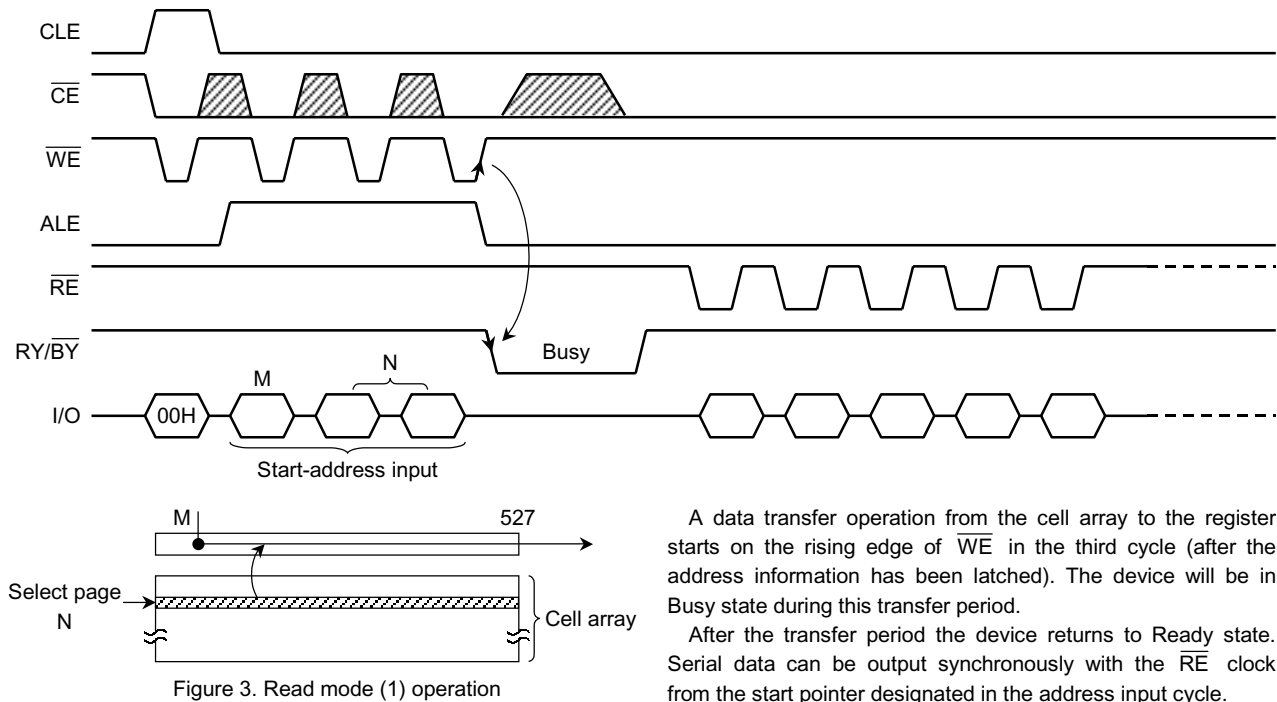 CLE
CE
WE
ALE
RE
RY/BY
Busy
M
N
I/O
00H
Start-address input
M
527
Select page
N
Cell array
Figure 3. Read mode (1) operation
A data transfer operation from the cell array to the register
starts on the rising edge of WE in the third cycle (after the
address information has been latched). The device will be in
Busy state during this transfer period.
After the transfer period the device returns to Ready state.
Serial data can be output synchronously with the RE clock
from the start pointer designated in the address input cycle.